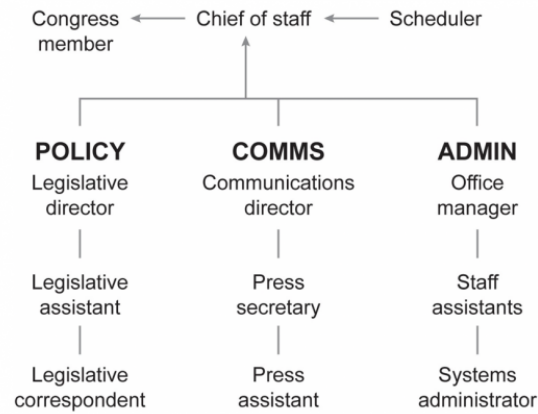 Congress
member
Chief of staff
Scheduler
POLICY
Legislative
director
Legislative
assistant
Legislative
correspondent
COMMS
Communications
director
Press
secretary
Press
assistant
ADMIN
Office
manager
Staff
assistants
Systems
administrator